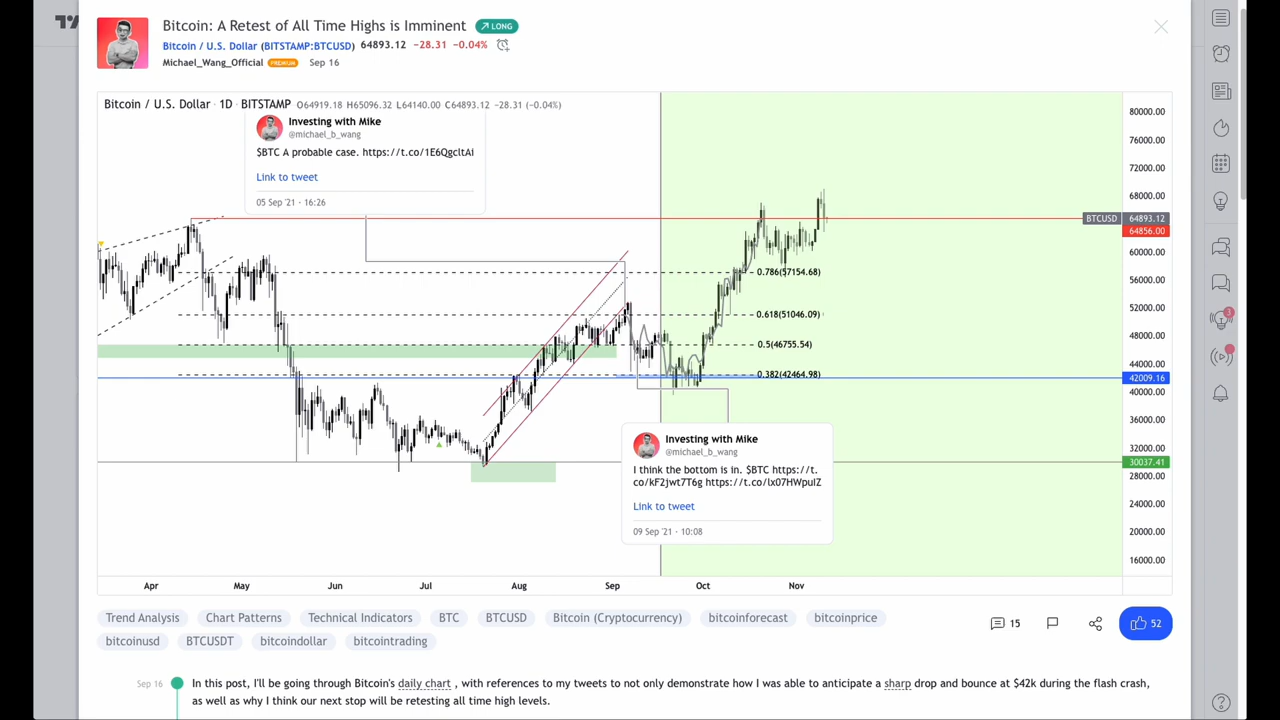 Bitcoin: A Retest of All Time Highs is Imminent LONG
Bitcoin / U.S. Dollar (BITSTAMP:BTCUSD) 64893.12 −28.31 −0.04%
Michael_Wang_Official PREMIUM Sep 16
Bitcoin / U.S. Dollar · 1D · BITSTAMP O64919.18 H65096.32 L64140.00 C64893.12 −28.31 (−0.04%)
Investing with Mike
@michael_b_wang
$BTC A probable case. https://t.co/1E6QgcltAi
Link to tweet
05 Sep '21 · 16:26
80000.00
76000.00
72000.00
68000.00
BTCUSD 64893.12
64856.00
60000.00
56000.00
52000.00
48000.00
44000.00
42009.16
40000.00
36000.00
32000.00
30037.41
28000.00
24000.00
20000.00
16000.00
0.786(57154.68)
0.618(51046.09)
0.5(46755.54)
0.382(42464.98)
Investing with Mike
@michael_b_wang
I think the bottom is in. $BTC https://t.
co/kF2jwt7T6g https://t.co/lx07HWpulZ
Link to tweet
09 Sep '21 · 10:08
Apr May Jun Jul Aug Sep Oct Nov
Trend Analysis Chart Patterns Technical Indicators BTC BTCUSD Bitcoin (Cryptocurrency) bitcoinforecast bitcoinprice
bitcoinusd BTCUSDT bitcoindollar bitcointrading
15 52
3
Sep 16 In this post, I'll be going through Bitcoin's daily chart , with references to my tweets to not only demonstrate how I was able to anticipate a sharp drop and bounce at $42k during the flash crash,
as well as why I think our next stop will be retesting all time high levels.